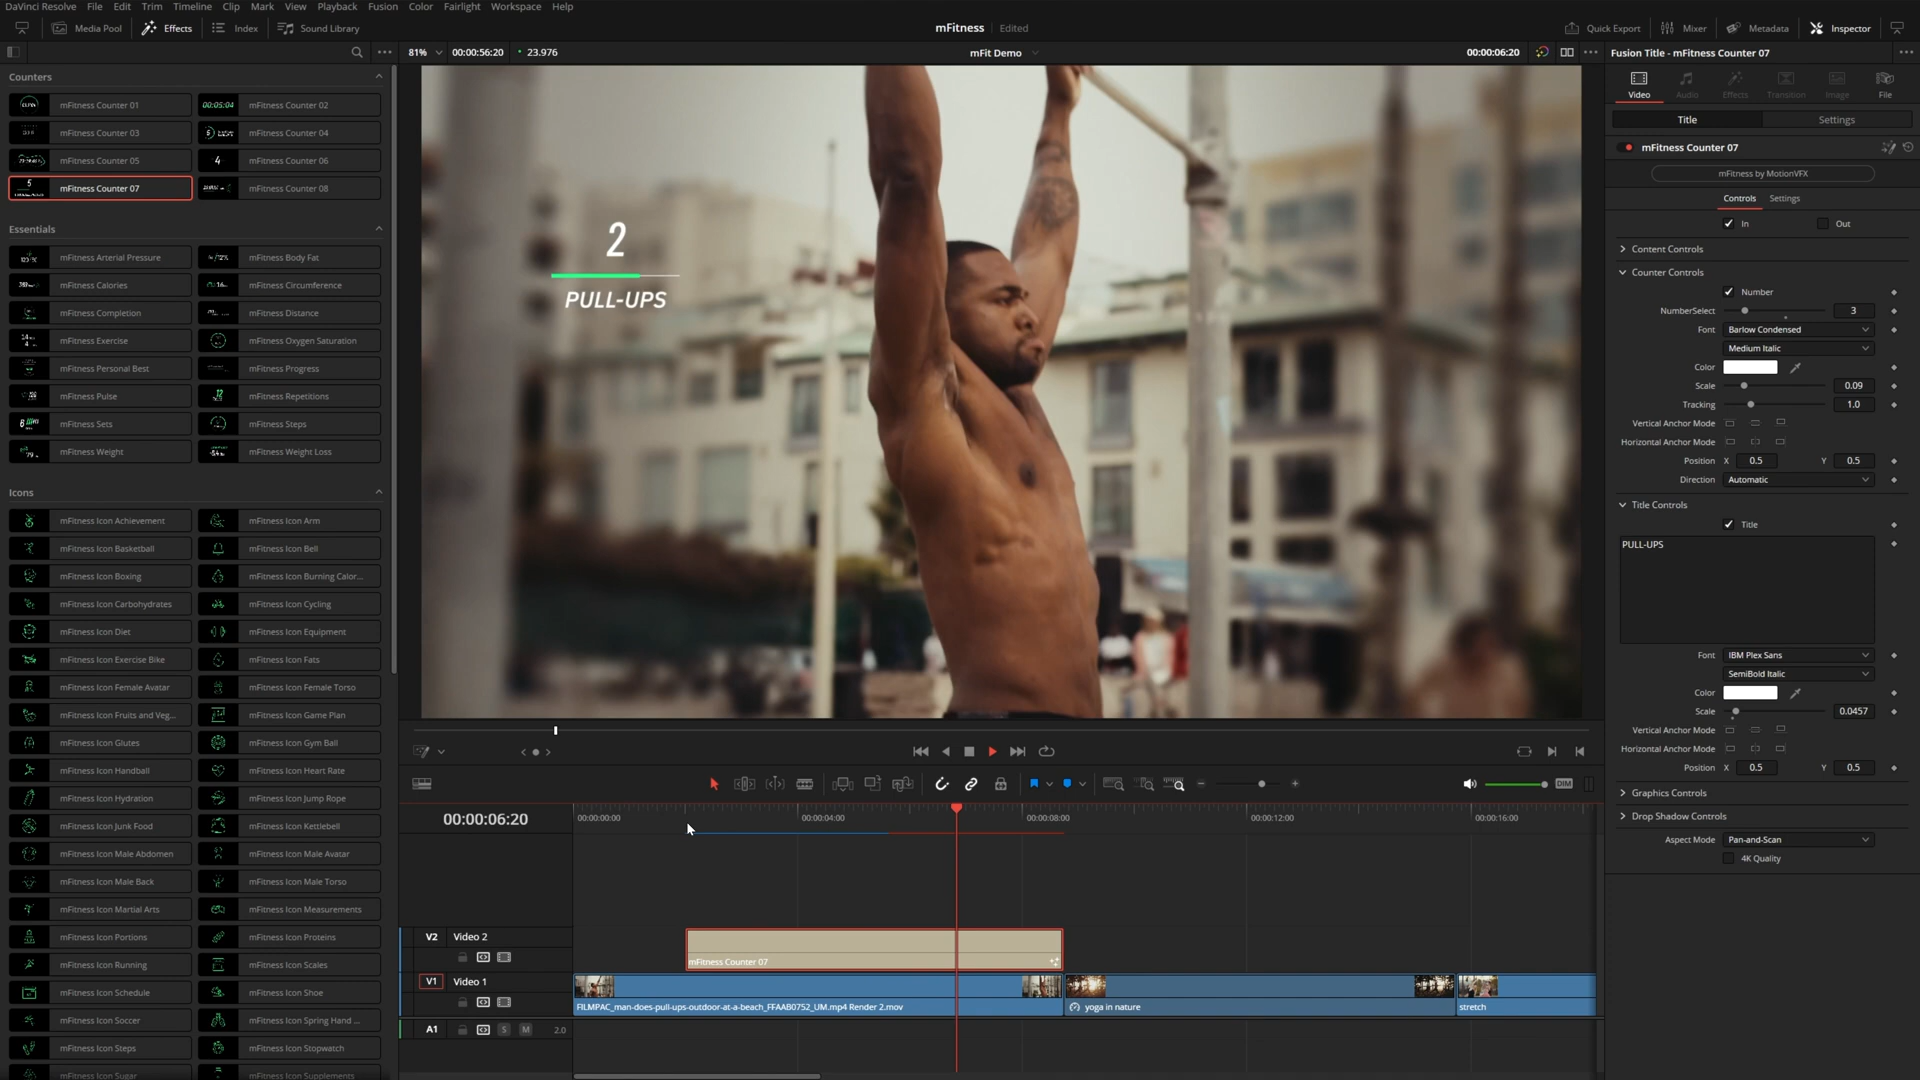 DaVinci Resolve File Edit Trim Timeline Clip Mark View Playback Fusion Color Fairlight Workspace Help
Media Pool Effects Index Sound Library mFitness Edited Quick Export Mixer Metadata Inspector
81% 00:00:56:20 23.976 mFit Demo 00:00:06:20 Fusion Title - mFitness Counter 07
Counters
mFitness Counter 01 00:05:04 mFitness Counter 02
mFitness Counter 03 mFitness Counter 04
mFitness Counter 05 4 mFitness Counter 06
5 mFitness Counter 07 mFitness Counter 08
Essentials
mFitness Arterial Pressure mFitness Body Fat
mFitness Calories mFitness Circumference
mFitness Completion mFitness Distance
mFitness Exercise mFitness Oxygen Saturation
mFitness Personal Best mFitness Progress
mFitness Pulse mFitness Repetitions
mFitness Sets mFitness Steps
mFitness Weight mFitness Weight Loss
Icons
mFitness Icon Achievement mFitness Icon Arm
mFitness Icon Basketball mFitness Icon Bell
mFitness Icon Boxing mFitness Icon Burning Calor...
mFitness Icon Carbohydrates mFitness Icon Cycling
mFitness Icon Diet mFitness Icon Equipment
mFitness Icon Exercise Bike mFitness Icon Fats
mFitness Icon Female Avatar mFitness Icon Female Torso
mFitness Icon Fruits and Veg... mFitness Icon Game Plan
mFitness Icon Glutes mFitness Icon Gym Ball
mFitness Icon Handball mFitness Icon Heart Rate
mFitness Icon Hydration mFitness Icon Jump Rope
mFitness Icon Junk Food mFitness Icon Kettlebell
mFitness Icon Male Abdomen mFitness Icon Male Avatar
mFitness Icon Male Back mFitness Icon Male Torso
mFitness Icon Martial Arts mFitness Icon Measurements
mFitness Icon Portions mFitness Icon Proteins
mFitness Icon Running mFitness Icon Scales
mFitness Icon Schedule mFitness Icon Shoe
mFitness Icon Soccer mFitness Icon Spring Hand ...
mFitness Icon Steps mFitness Icon Stopwatch
mFitness Icon Sugar mFitness Icon Supplements
2
PULL-UPS
Video Audio Effects Transition Image File
Title Settings
mFitness Counter 07
mFitness by MotionVFX
Controls Settings
In Out
Content Controls
Counter Controls
Number
NumberSelect 3
Font Barlow Condensed
Medium Italic
Color
Scale 0.09
Tracking 1.0
Vertical Anchor Mode
Horizontal Anchor Mode
Position X 0.5 Y 0.5
Direction Automatic
Title Controls
Title
PULL-UPS
Font IBM Plex Sans
SemiBold Italic
Color
Scale 0.0457
Vertical Anchor Mode
Horizontal Anchor Mode
Position X 0.5 Y 0.5
Graphics Controls
Drop Shadow Controls
Aspect Mode Pan-and-Scan
4K Quality
DIM
00:00:06:20 00:00:00:00 00:00:04:00 00:00:08:00 00:00:12:00 00:00:16:00
V2 Video 2
mFitness Counter 07
V1 Video 1
FILMPAC_man-does-pull-ups-outdoor-at-a-beach_FFAAB0752_UM.mp4 Render 2.mov yoga in nature stretch
A1 S M 2.0